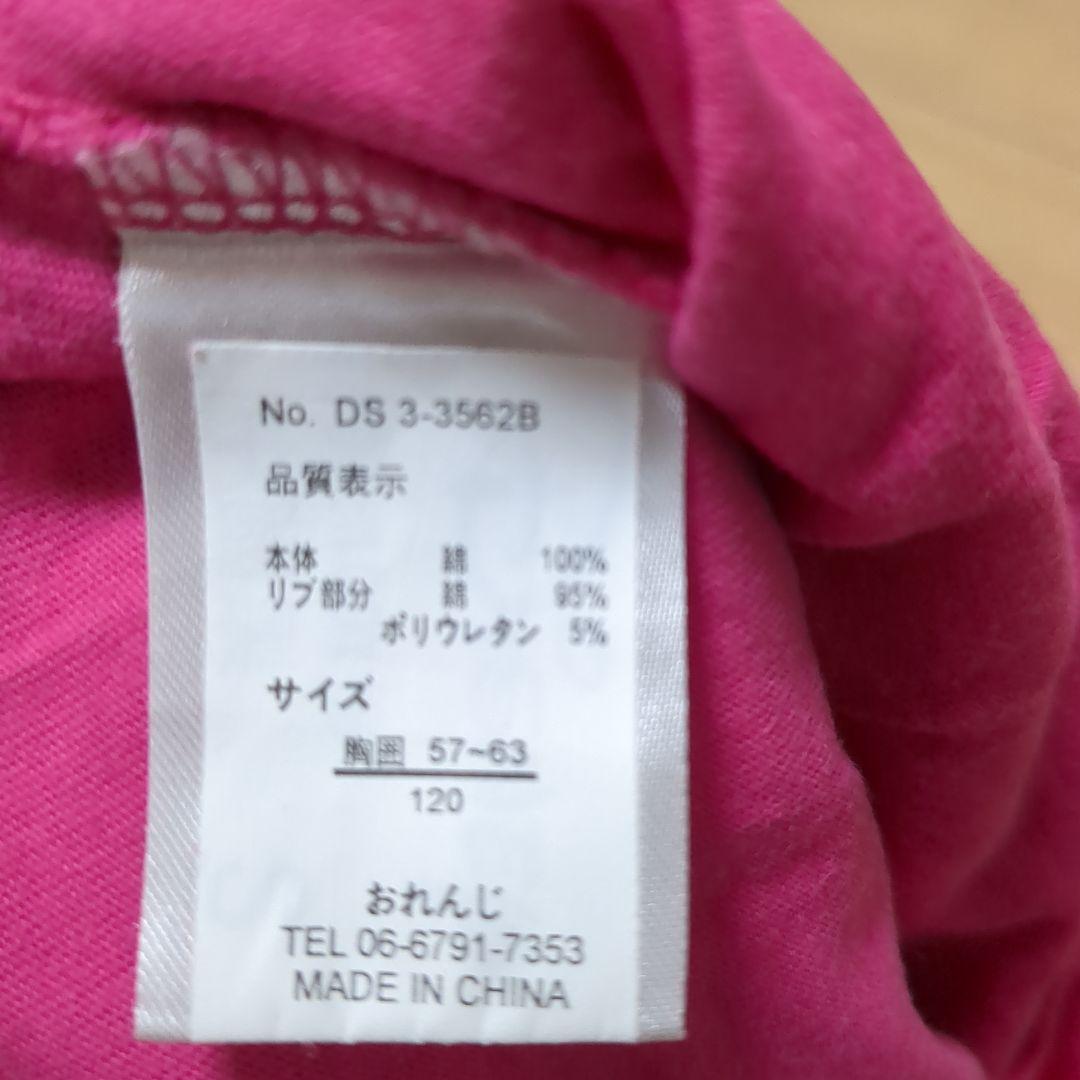 No. DS 3-3562B
品質表示
本体 綿 100%
リブ部分 綿 95%
ポリウレタン 5%
サイズ
胸囲 57~63
120
おれんじ
TEL 06-6791-7353
MADE IN CHINA